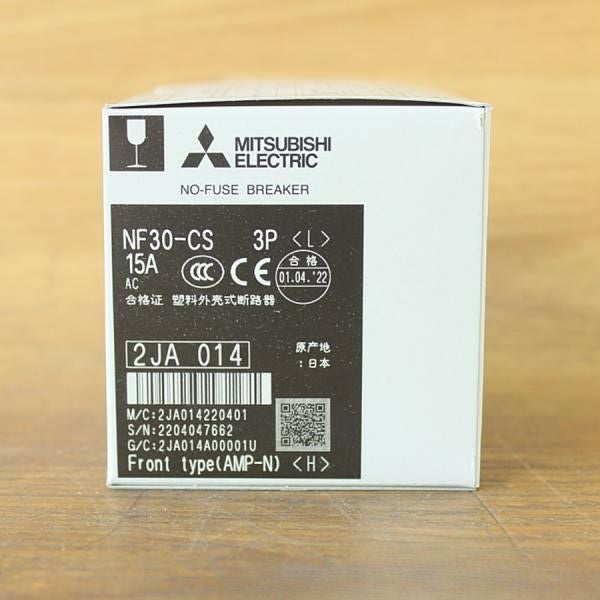 MITSUBISHI
ELECTRIC
NO-FUSE BREAKER
NF30-CS 3P <L>
15A
AC
CCC CE
合格
01.04.'22
合格证 塑料外壳式断路器
2JA 014
原产地
:日本
M/C:2JA014220401
S/N:2204047662
G/C:2JA014A00001U
Front type(AMP-N) <H>